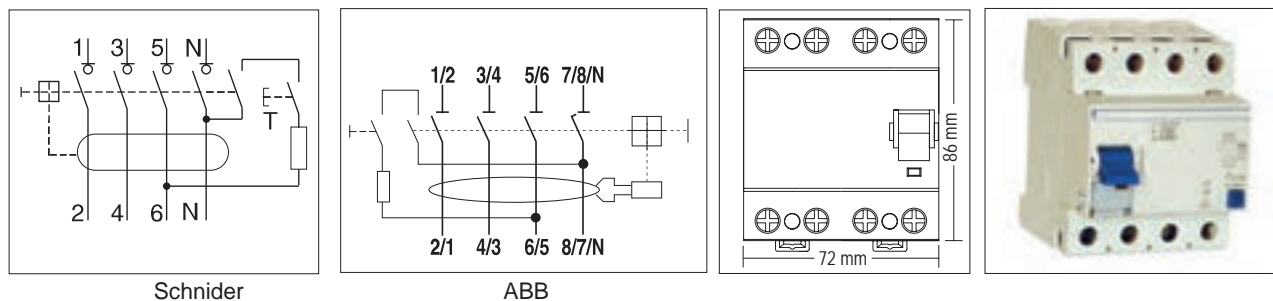 1 3 5 N
T
2 4 6 N
Schnider
1/2 3/4 5/6 7/8/N
2/1 4/3 6/5 8/7/N
ABB
86 mm
72 mm